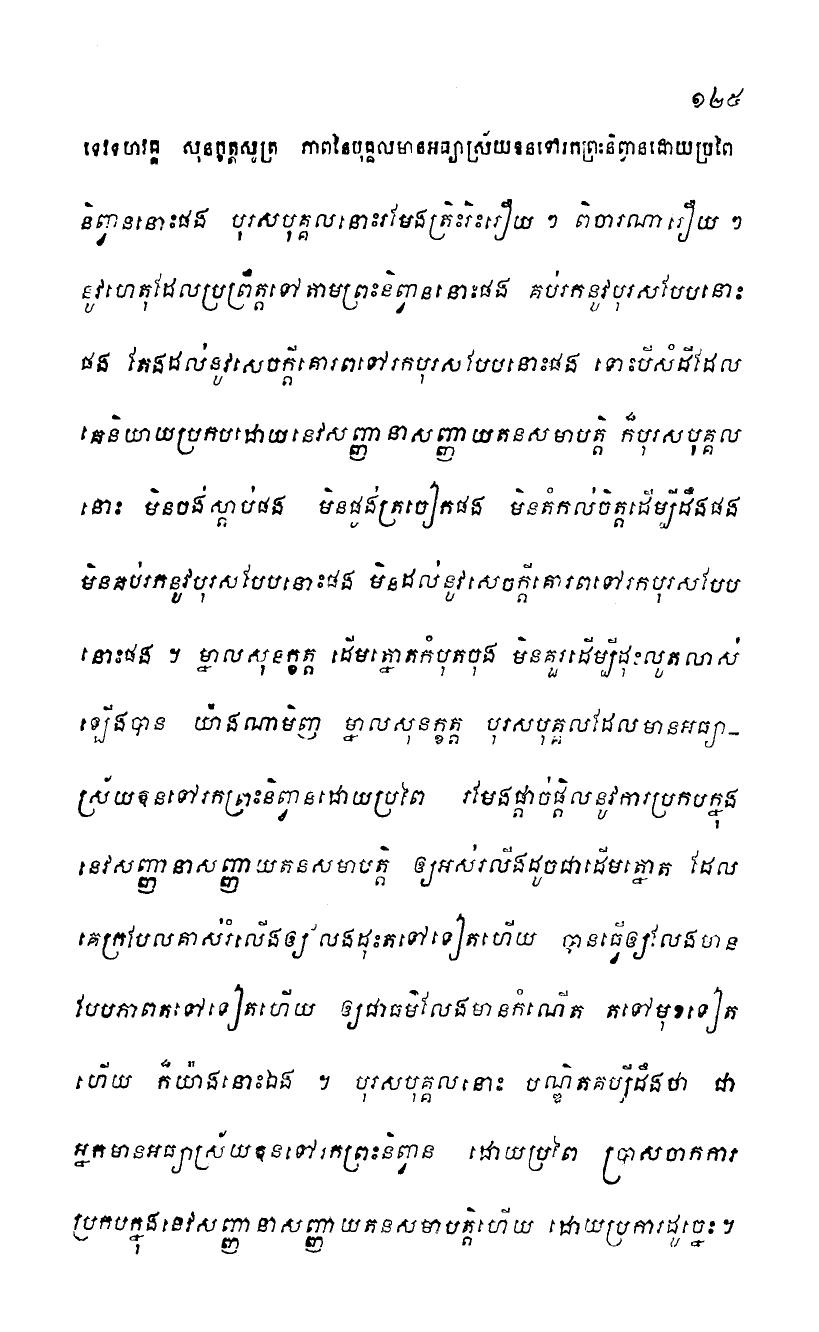 ១២៥
ទេវទហវគ្គ សុនក្ខត្តសូត្រ ភាពនៃបុគ្គលមានអធ្យាស្រ័យឱនទៅរកព្រះនិព្វានដោយប្រពៃ
និព្វាននោះផង បុរសបុគ្គលនោះរមែងត្រិះរិះរឿយ ៗ ពិចារណារឿយ ៗ
នូវហេតុដែលប្រព្រឹត្តទៅតាមព្រះនិព្វាននោះផង គប់រកនូវបុរសបែបនោះ
ផង តែងដល់នូវសេចក្តីគោរពទៅរកបុរសបែបនោះផង ទោះបីសំដីដែល
គេនិយាយប្រកបដោយនេវសញ្ញានាសញ្ញាយតនសមាបត្តិ ក៏បុរសបុគ្គល
នោះ មិនចង់ស្តាប់ផង មិនផ្ចង់ត្រចៀកផង មិនតំកល់ចិត្តដើម្បីដឹងផង
មិនគប់រកនូវបុរសបែបនោះផង មិនដល់នូវសេចក្តីគោរពទៅរកបុរសបែប
នោះផង ។ ម្នាលសុនក្ខត្ត ដើមត្នោតកំបុតចុង មិនគួរដើម្បីដុះលូតលាស់
ឡើងបាន យ៉ាងណាមិញ ម្នាលសុនក្ខត្ត បុរសបុគ្គលដែលមានអធ្យា-
ស្រ័យឱនទៅរកព្រះនិព្វានដោយប្រពៃ រមែងផ្តាច់ផ្តិលនូវការប្រកបក្នុង
នេវសញ្ញានាសញ្ញាយតនសមាបត្តិ ឲ្យអស់រលីងដូចជាដើមត្នោត ដែល
គេក្របែលគាស់រំលើងឲ្យលែងដុះតទៅទៀតហើយ បានធ្វើឲ្យលែងមាន
បែបភាពតទៅទៀតហើយ ឲ្យជាធម៌លែងមានកំណើត តទៅមុខទៀត
ហើយ ក៏យ៉ាងនោះឯង ។ បុរសបុគ្គលនោះ បណ្ឌិតគប្បីដឹងថា ជា
អ្នកមានអធ្យាស្រ័យឱនទៅរកព្រះនិព្វាន ដោយប្រពៃ ប្រាសចាកការ
ប្រកបក្នុងនេវសញ្ញានាសញ្ញាយតនសមាបត្តិហើយ ដោយប្រការដូច្នេះ។